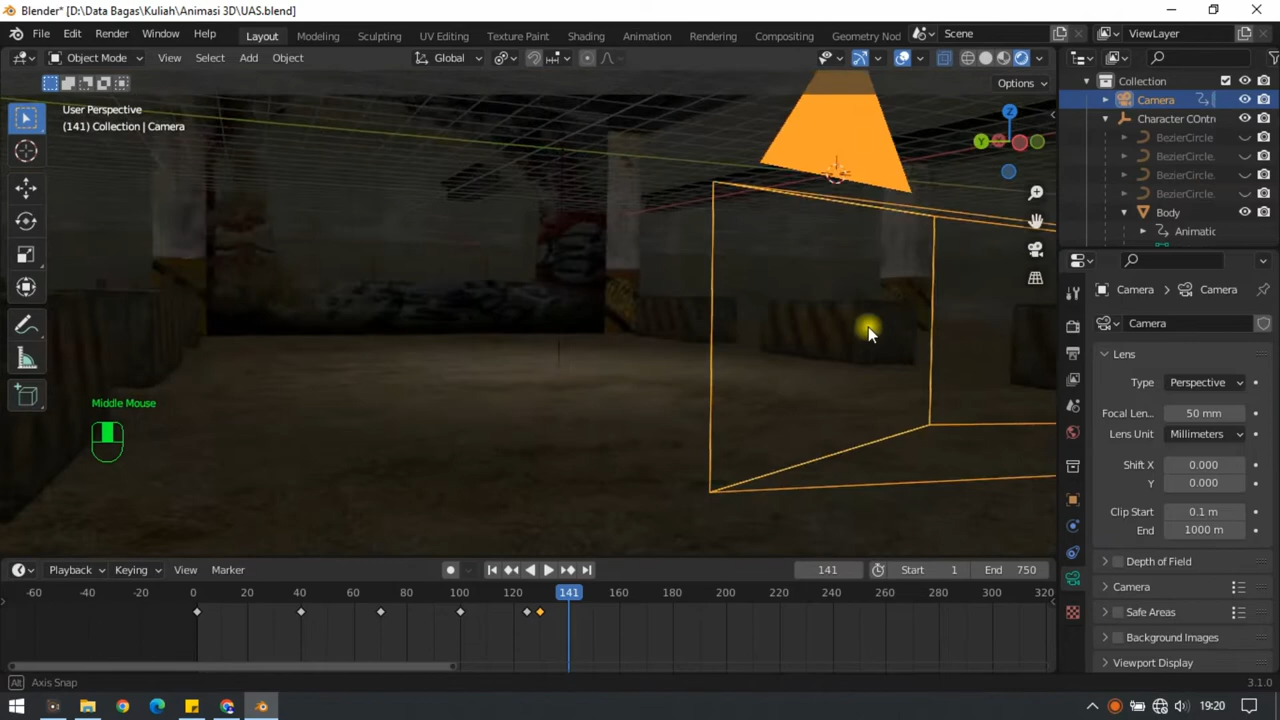 Blender* [D:\Data Bagas\Kuliah\Animasi 3D\UAS.blend]
File Edit Render Window Help Layout Modeling Sculpting UV Editing Texture Paint Shading Animation Rendering Compositing Geometry Nod Scene ViewLayer
Object Mode View Select Add Object Global
Options
User Perspective
(141) Collection | Camera
Z
Y
Middle Mouse
Collection
Camera
Character COntr
BezierCircle
BezierCircle
BezierCircle
BezierCircle
Body
Animatic
Camera > Camera
Camera
Lens
Type Perspective
Focal Len... 50 mm
Lens Unit Millimeters
Shift X 0.000
Y 0.000
Clip Start 0.1 m
End 1000 m
Depth of Field
Camera
Safe Areas
Background Images
Viewport Display
Playback Keying View Marker 141 Start 1 End 750
-60 -40 -20 0 20 40 60 80 100 120 141 160 180 200 220 240 260 280 300 320
Alt Axis Snap 3.1.0
19:20